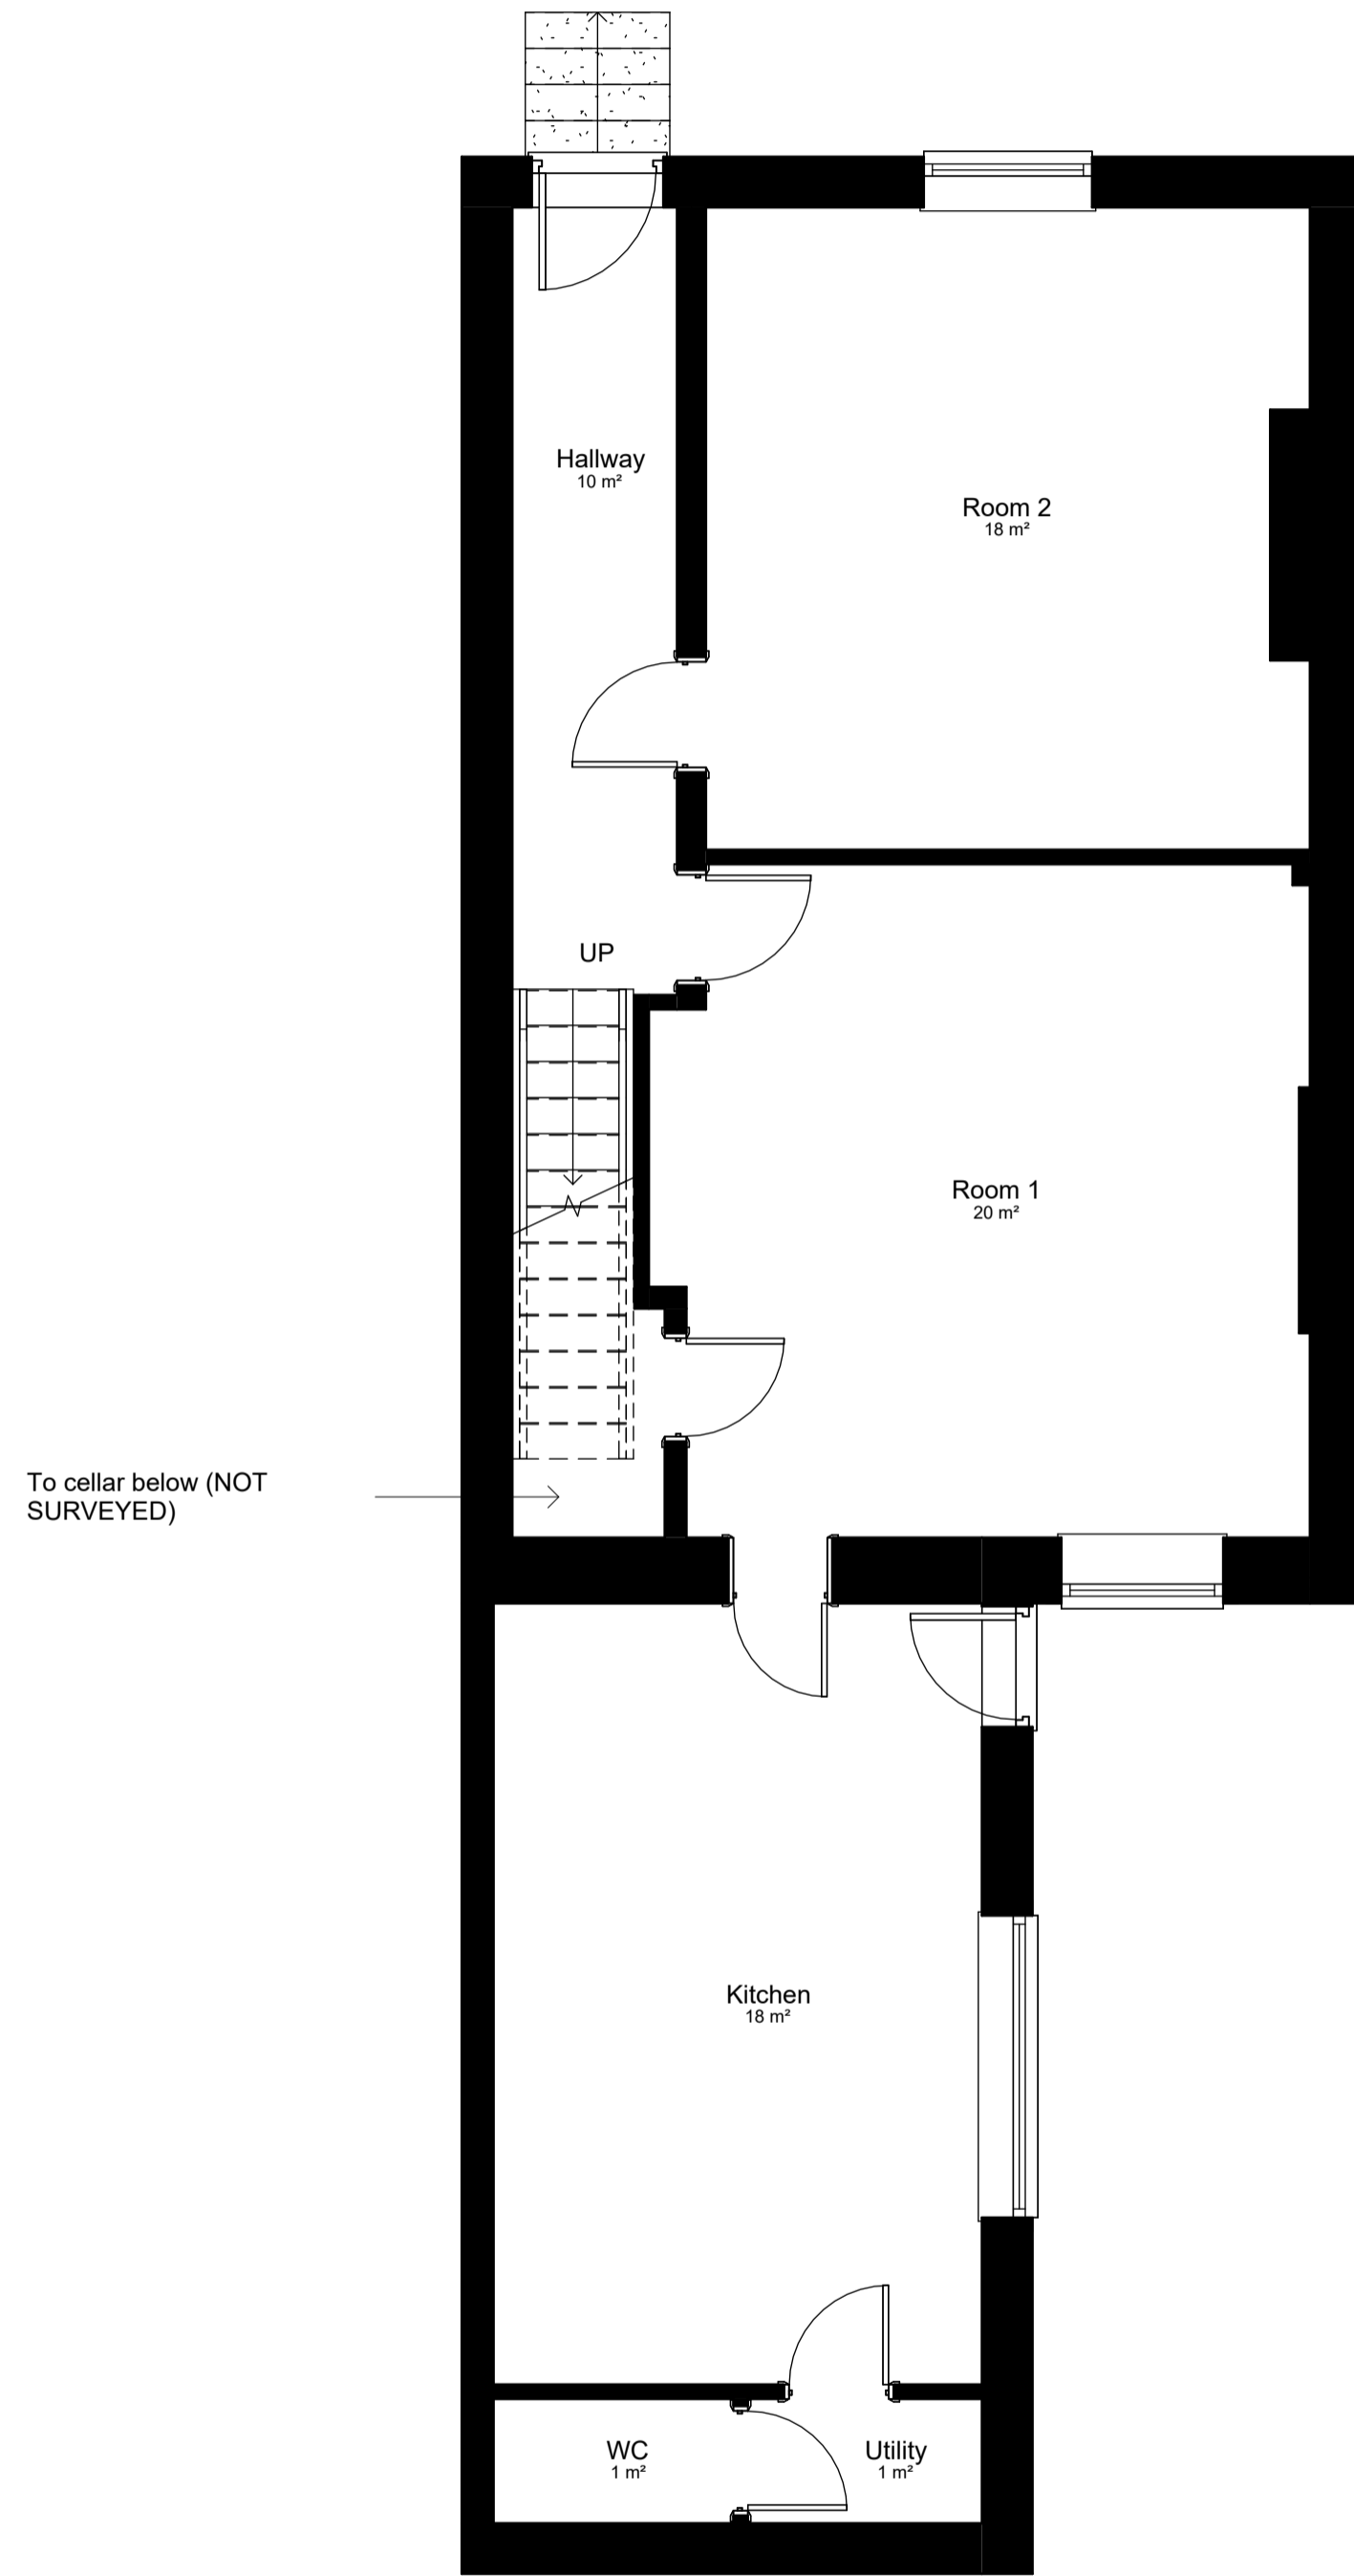 Hallway
10 m²
Room 2
18 m²
UP
Room 1
20 m²
To cellar below (NOT
SURVEYED)
Kitchen
18 m²
WC
1 m²
Utility
1 m²